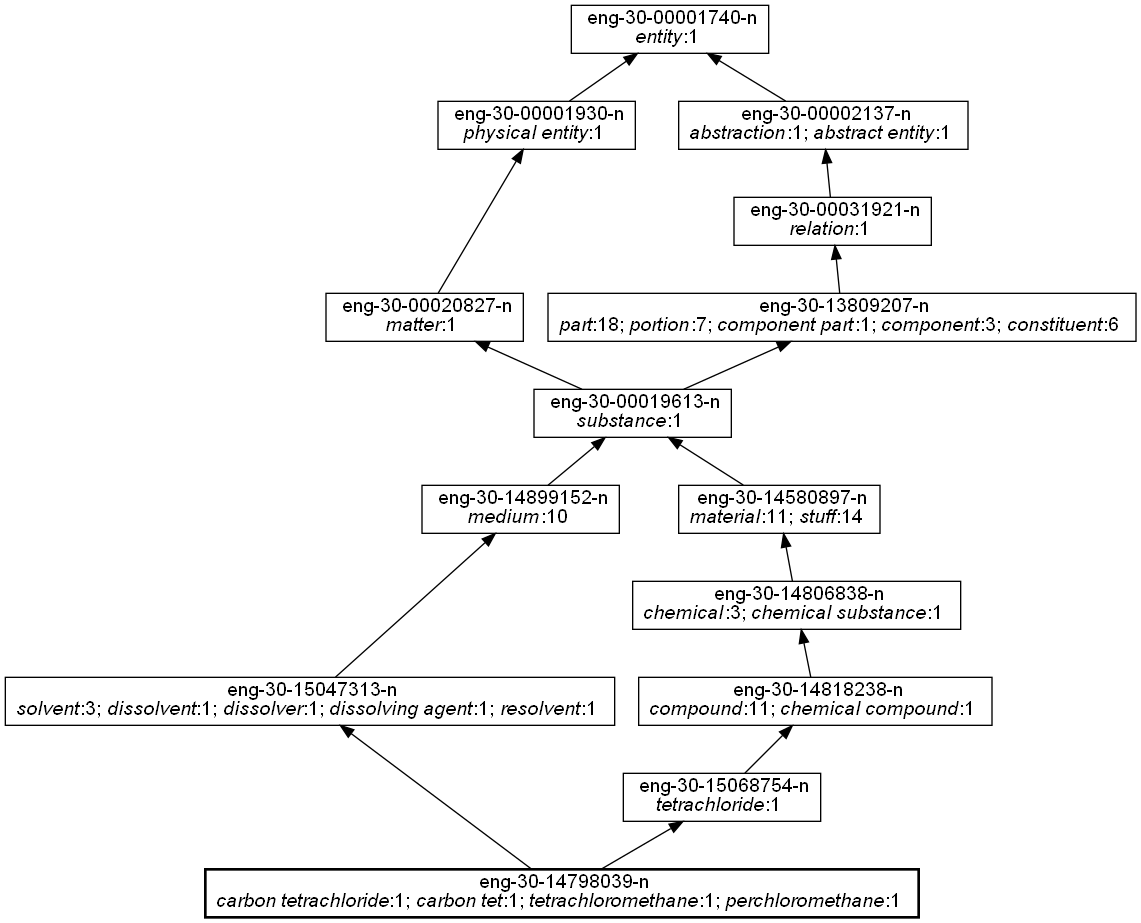 eng-30-00001740-n
entity:1
eng-30-00001930-n
physical entity:1
eng-30-00002137-n
abstraction:1; abstract entity:1
eng-30-00031921-n
relation:1
eng-30-00020827-n
matter:1
eng-30-13809207-n
part:18; portion:7; component part:1; component:3; constituent:6
eng-30-00019613-n
substance:1
eng-30-14899152-n
medium:10
eng-30-14580897-n
material:11; stuff:14
eng-30-14806838-n
chemical:3; chemical substance:1
eng-30-15047313-n
solvent:3; dissolvent:1; dissolver:1; dissolving agent:1; resolvent:1
eng-30-14818238-n
compound:11; chemical compound:1
eng-30-15068754-n
tetrachloride:1
eng-30-14798039-n
carbon tetrachloride:1; carbon tet:1; tetrachloromethane:1; perchloromethane:1